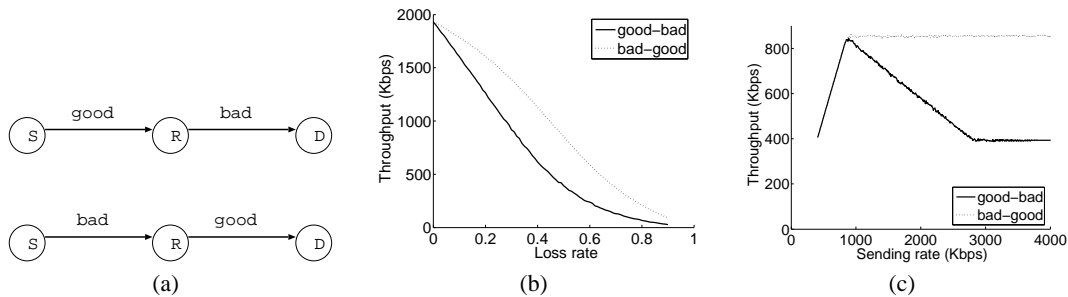 good
S
R
bad
D
bad
S
R
good
D
(a)
Throughput (Kbps)
2000
1500
1000
500
0
0
0.2
0.4
0.6
0.8
1
Loss rate
good−bad
bad−good
(b)
Throughput (Kbps)
800
600
400
200
0
0
1000
2000
3000
4000
Sending rate (Kbps)
good−bad
bad−good
(c)